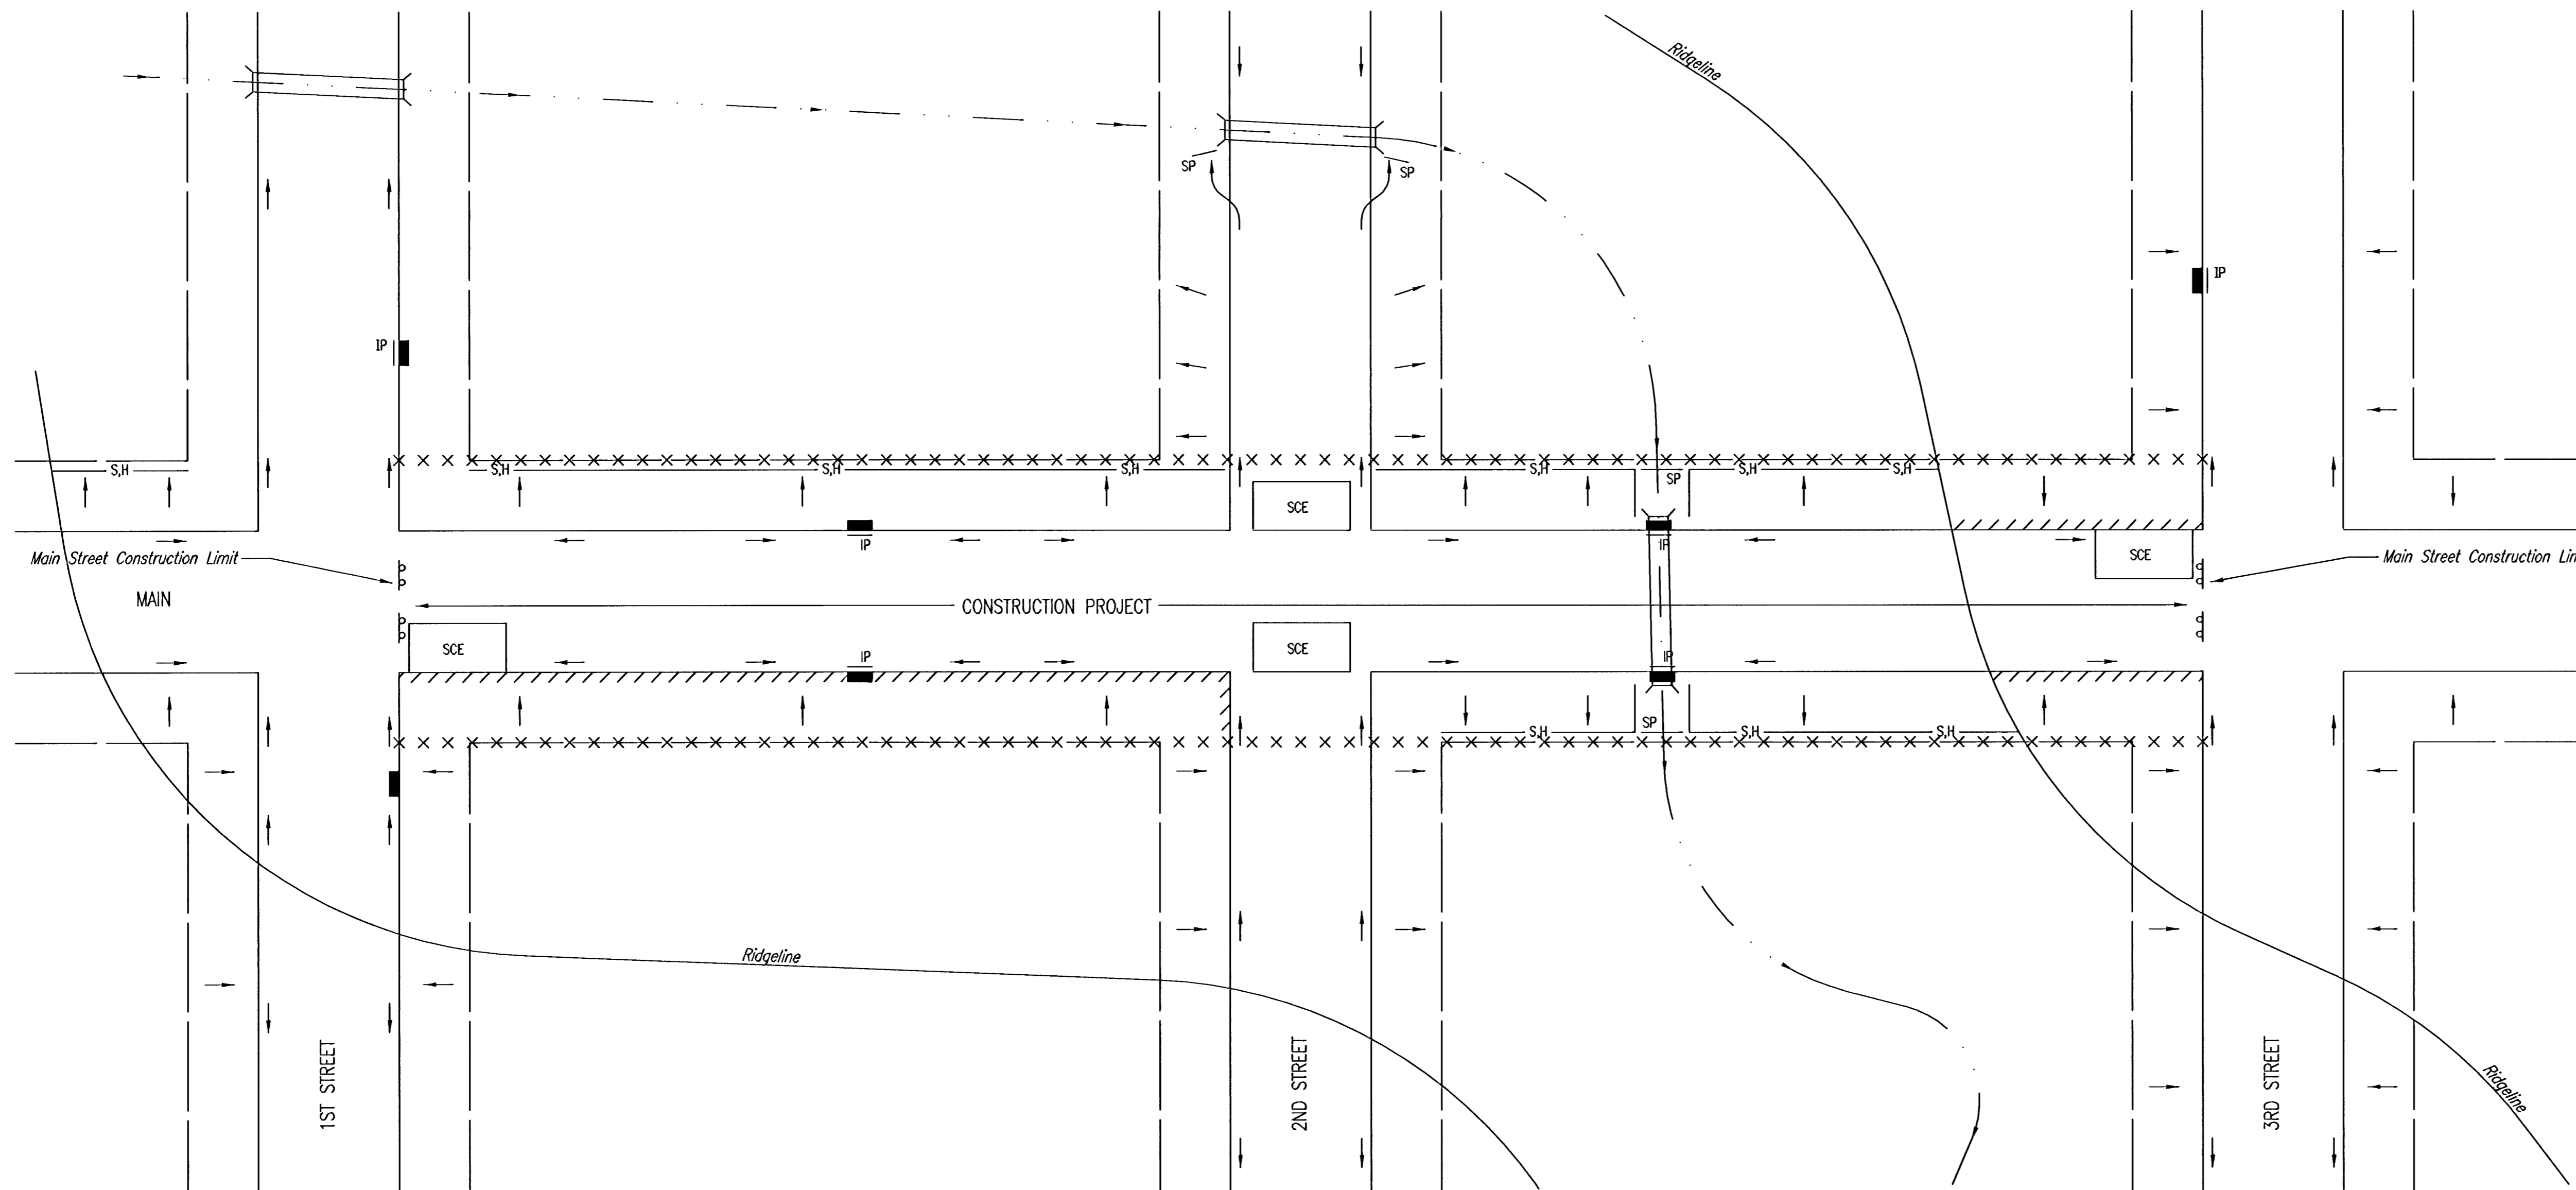 Ridgeline
SP
SP
IP
IP
S,H
S,H
S,H
S,H
S,H
S,H
S,H
SP
SCE
IP
IP
SCE
Main Street Construction Limit
Main Street Construction Lim
MAIN
CONSTRUCTION PROJECT
SCE
SCE
IP
IP
SP
S,H
S,H
S,H
Ridgeline
1ST STREET
2ND STREET
3RD STREET
Ridgeline